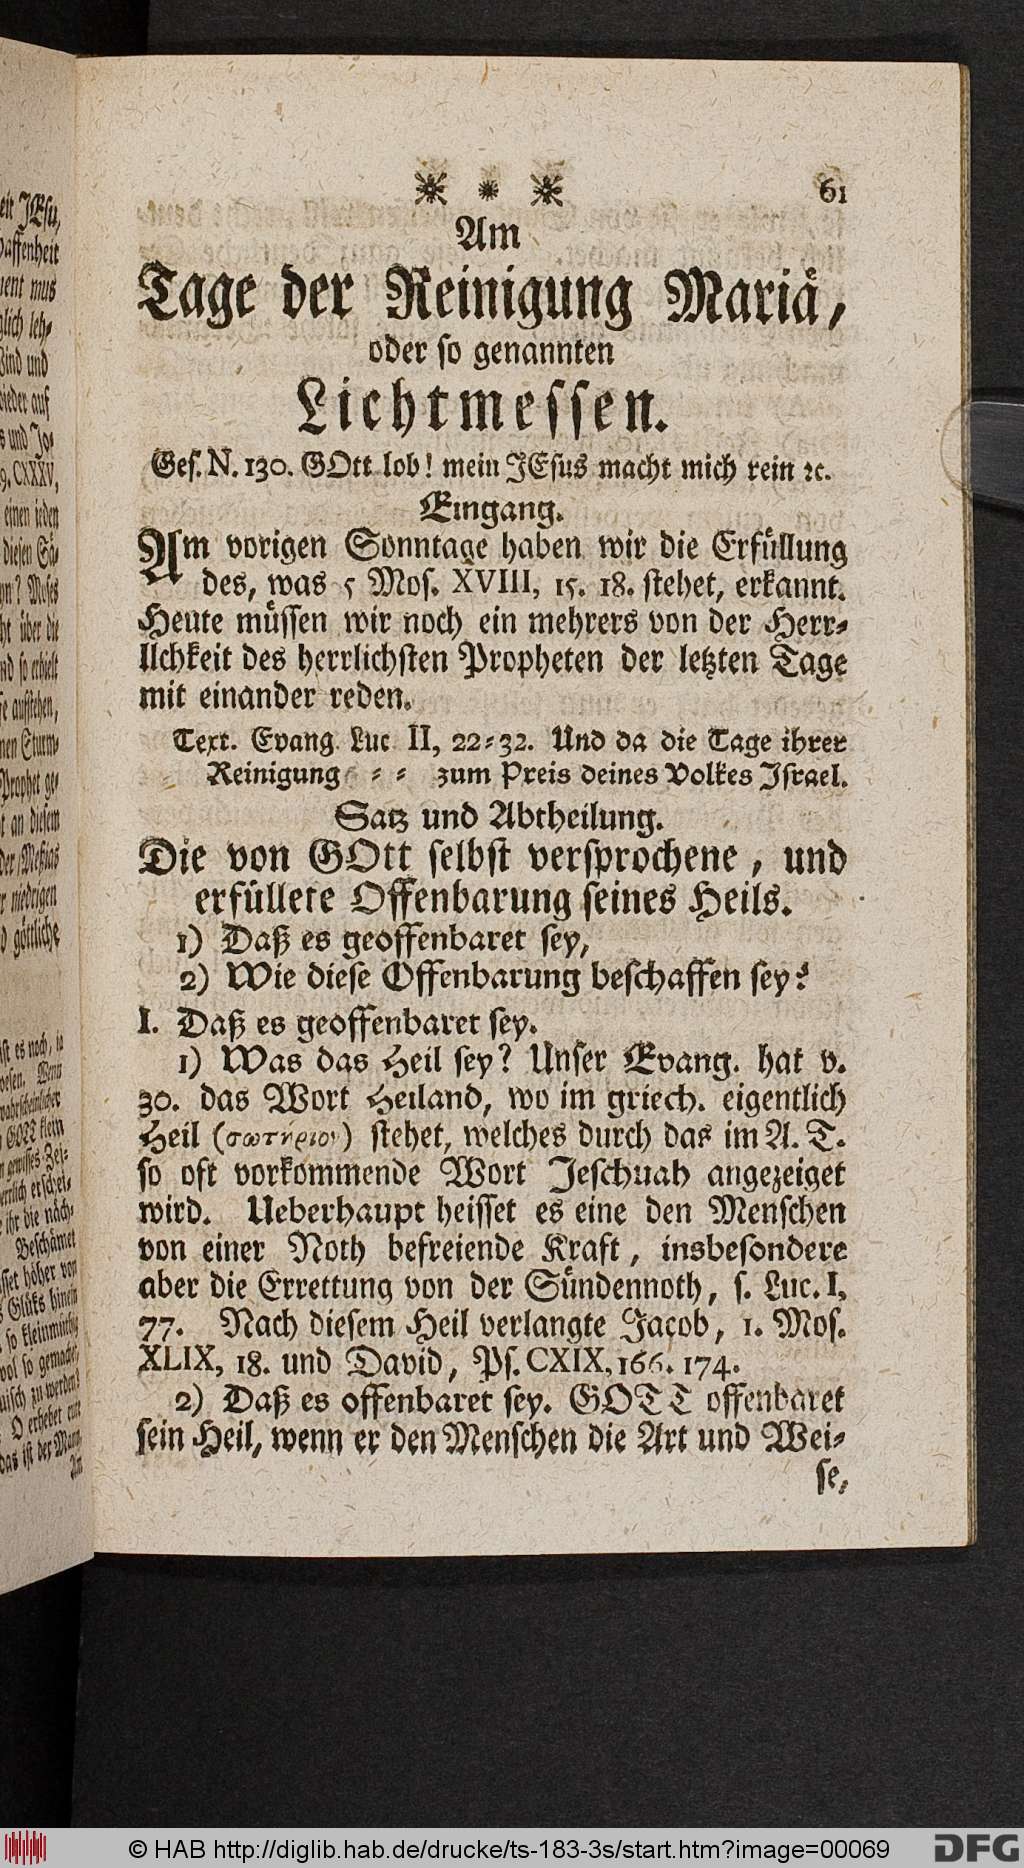 * * * 61
Am
Tage der Reinigung Mariä,
oder so genannten
Lichtmessen.
Ges. N. 130. GOtt lob! mein JEsus macht mich rein ꝛc.
Eingang.
Am vorigen Sonntage haben wir die Erfüllung
des, was 5 Mos. XVIII, 15. 18. stehet, erkannt.
Heute müssen wir noch ein mehrers von der Herr-
lichkeit des herrlichsten Propheten der letzten Tage
mit einander reden.
Text. Evang. Luc II, 22-32. Und da die Tage ihrer
Reinigung - - zum Preis deines Volkes Israel.
Satz und Abtheilung.
Die von GOtt selbst versprochene, und
erfüllete Offenbarung seines Heils.
1) Daß es geoffenbaret sey,
2) Wie diese Offenbarung beschaffen sey?
I. Daß es geoffenbaret sey.
1) Was das Heil sey? Unser Evang. hat v.
30. das Wort Heiland, wo im griech. eigentlich
Heil (σωτήριον) stehet, welches durch das im A. T.
so oft vorkommende Wort Jeschuah angezeiget
wird. Ueberhaupt heisset es eine den Menschen
von einer Noth befreiende Kraft, insbesondere
aber die Errettung von der Sündennoth, s. Luc. I,
77. Nach diesem Heil verlangte Jacob, 1. Mos.
XLIX, 18. und David, Ps. CXIX, 166. 174.
2) Daß es offenbaret sey. GOTT offenbaret
sein Heil, wenn er den Menschen die Art und Wei-
se,
© HAB http://diglib.hab.de/drucke/ts-183-3s/start.htm?image=00069
DFG